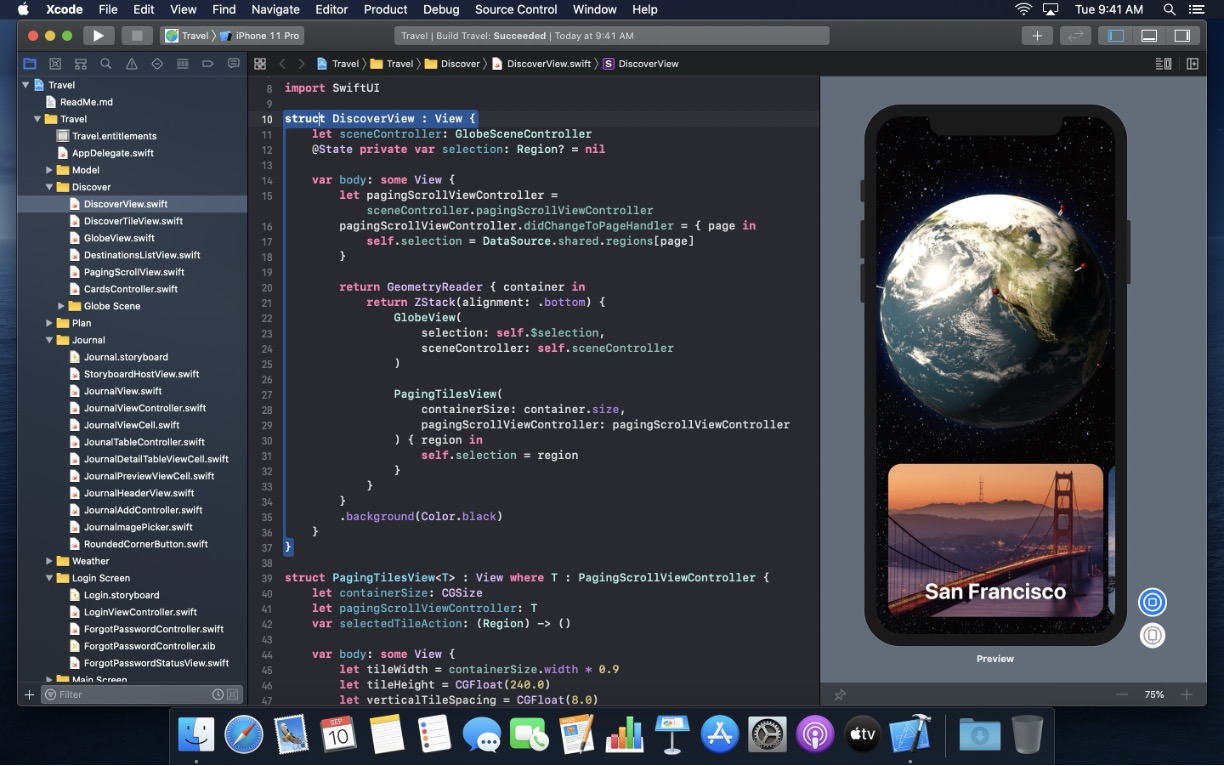 Xcode File Edit View Find Navigate Editor Product Debug Source Control Window Help Tue 9:41 AM
Travel 〉 iPhone 11 Pro
Travel | Build Travel: Succeeded | Today at 9:41 AM
Travel 〉 Travel 〉 Discover 〉 DiscoverView.swift 〉 S DiscoverView
Travel
ReadMe.md
Travel
Travel.entitlements
AppDelegate.swift
Model
Discover
DiscoverView.swift
DiscoverTileView.swift
GlobeView.swift
DestinationsListView.swift
PagingScrollView.swift
CardsController.swift
Globe Scene
Plan
Journal
Journal.storyboard
StoryboardHostView.swift
JournalView.swift
JournalViewController.swift
JournalViewCell.swift
JounalTableController.swift
JournalDetailTableViewCell.swift
JournalPreviewViewCell.swift
JournalHeaderView.swift
JournalAddController.swift
JournalImagePicker.swift
RoundedCornerButton.swift
Weather
Login Screen
Login.storyboard
LoginViewController.swift
ForgotPasswordController.swift
ForgotPasswordController.xib
ForgotPasswordStatusView.swift
Main Screen
Filter
8 import SwiftUI
9
10 struct DiscoverView : View {
11 let sceneController: GlobeSceneController
12 @State private var selection: Region? = nil
13
14 var body: some View {
15 let pagingScrollViewController =
sceneController.pagingScrollViewController
16 pagingScrollViewController.didChangeToPageHandler = { page in
17 self.selection = DataSource.shared.regions[page]
18 }
19
20 return GeometryReader { container in
21 return ZStack(alignment: .bottom) {
22 GlobeView(
23 selection: self.$selection,
24 sceneController: self.sceneController
25 )
26
27 PagingTilesView(
28 containerSize: container.size,
29 pagingScrollViewController: pagingScrollViewController
30 ) { region in
31 self.selection = region
32 }
33 }
34 }
35 .background(Color.black)
36 }
37 }
38
39 struct PagingTilesView<T> : View where T : PagingScrollViewController {
40 let containerSize: CGSize
41 let pagingScrollViewController: T
42 var selectedTileAction: (Region) -> ()
43
44 var body: some View {
45 let tileWidth = containerSize.width * 0.9
46 let tileHeight = CGFloat(240.0)
47 let verticalTileSpacing = CGFloat(8.0)
San Francisco
Preview
75%
SEP
10
tv